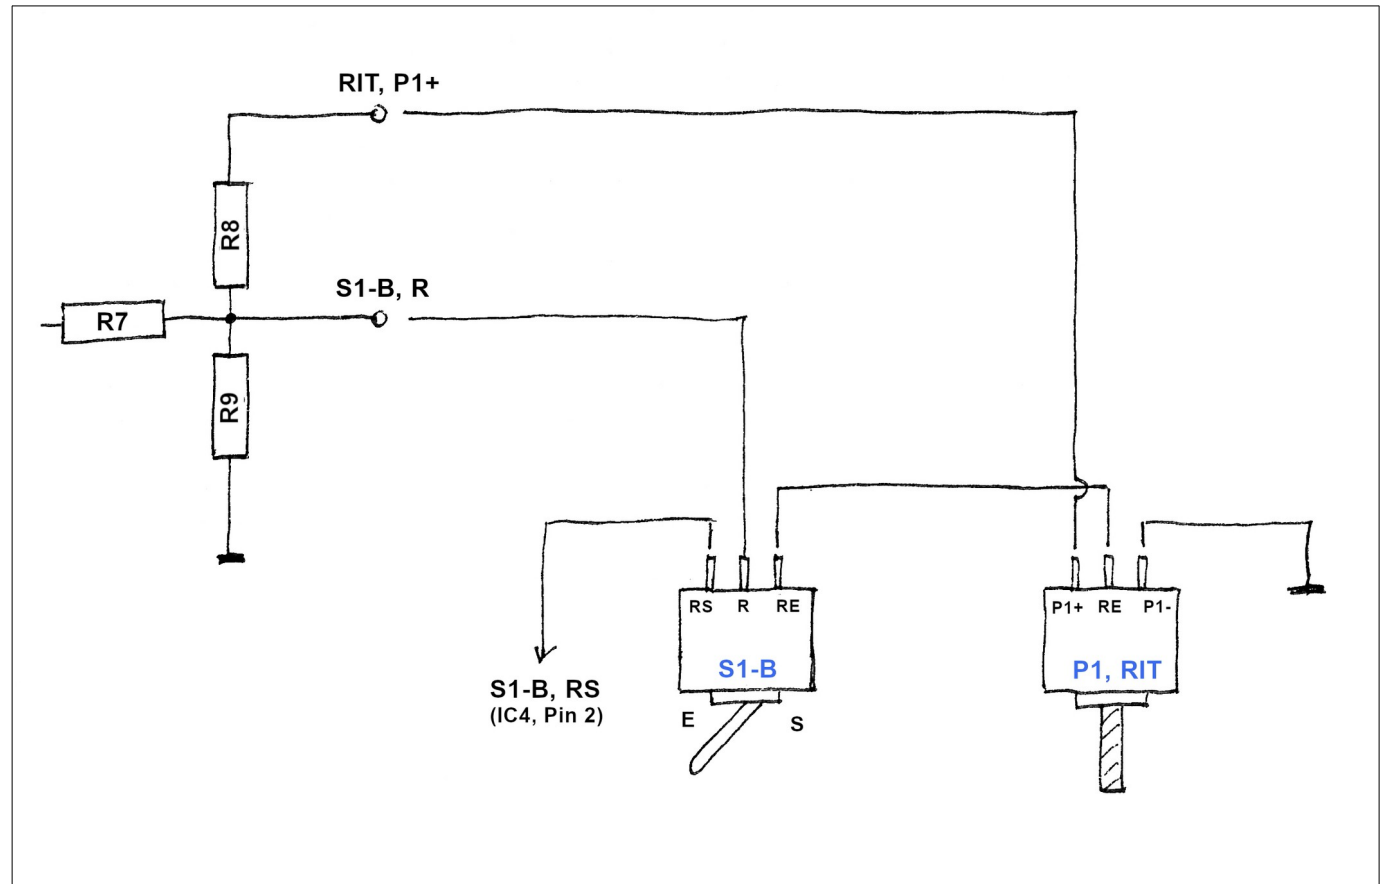 RIT, P1+
R8
S1-B, R
R7
R9
RS R RE
S1-B
P1+ RE P1-
P1, RIT
S1-B, RS
(IC4, Pin 2)
E S